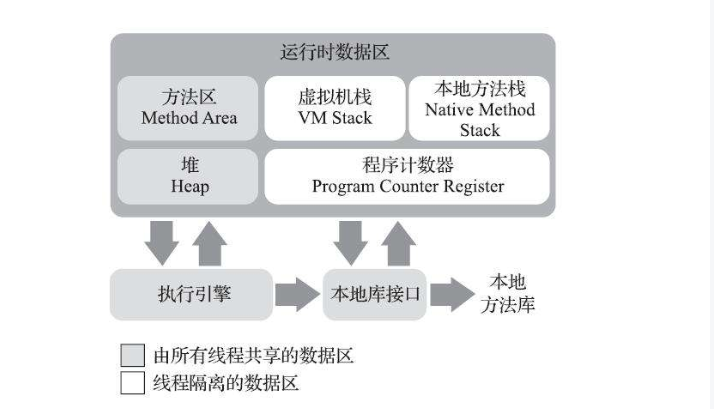 运行时数据区
方法区
Method Area
虚拟机栈
VM Stack
本地方法栈
Native Method
Stack
堆
Heap
程序计数器
Program Counter Register
执行引擎
本地库接口
本地
方法库
由所有线程共享的数据区
线程隔离的数据区